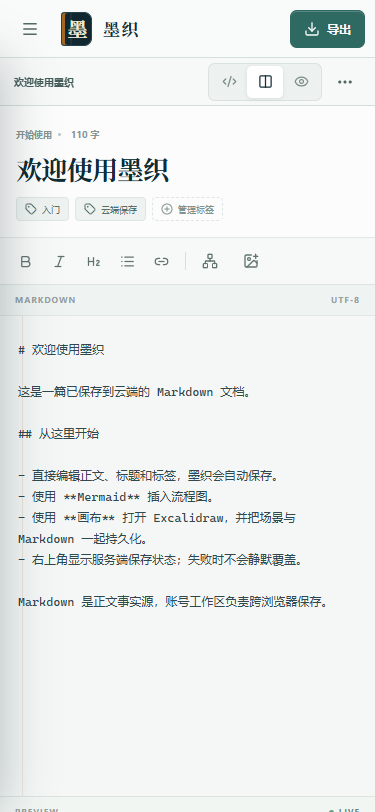 墨 墨织 导出
欢迎使用墨织
开始使用 • 110 字
欢迎使用墨织
入门 云端保存 管理标签
B I H₂
MARKDOWN UTF-8
# 欢迎使用墨织
这是一篇已保存到云端的 Markdown 文档。
## 从这里开始
- 直接编辑正文、标题和标签，墨织会自动保存。
- 使用 **Mermaid** 插入流程图。
- 使用 **画布** 打开 Excalidraw，并把场景与
Markdown 一起持久化。
- 右上角显示服务端保存状态；失败时不会静默覆盖。
Markdown 是正文事实源，账号工作区负责跨浏览器保存。
PREVIEW • LIVE